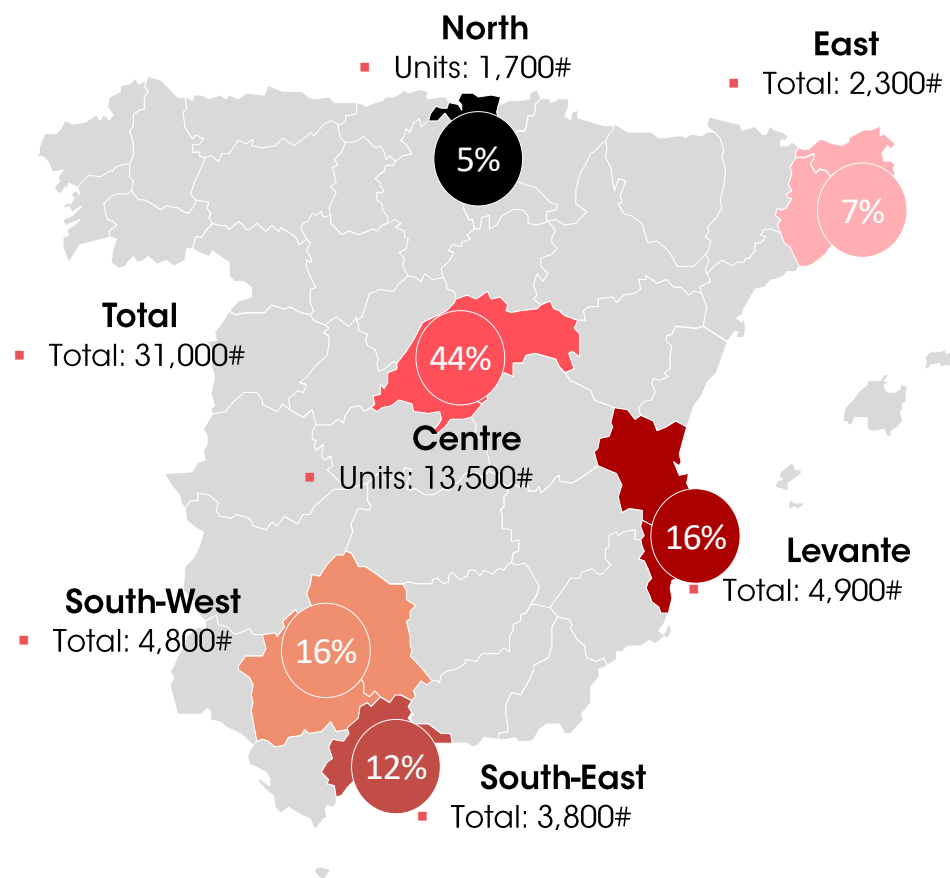 North
▪ Units: 1,700#
East
▪ Total: 2,300#
5%
7%
Total
▪ Total: 31,000#
44%
Centre
▪ Units: 13,500#
16%
Levante
▪ Total: 4,900#
South-West
▪ Total: 4,800#
16%
12%
South-East
▪ Total: 3,800#